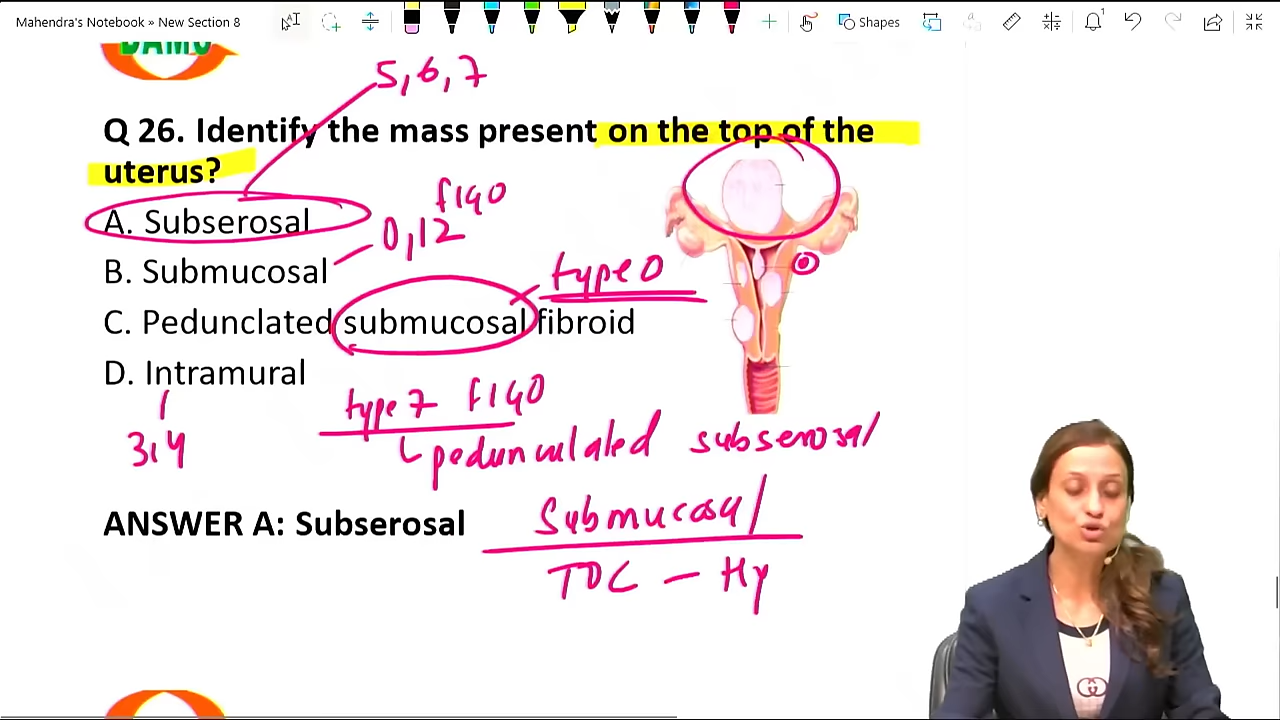 Mahendra's Notebook » New Section 8
Shapes
DAMS
5, 6, 7
Q 26. Identify the mass present on the top of the
uterus?
A. Subserosal
FIGO
0,12
B. Submucosal
type 0
C. Pedunclated submucosal fibroid
D. Intramural
3,4
type 7 FIGO
pedunculated subserosal
ANSWER A: Subserosal
Submucosal
TOC – Hy